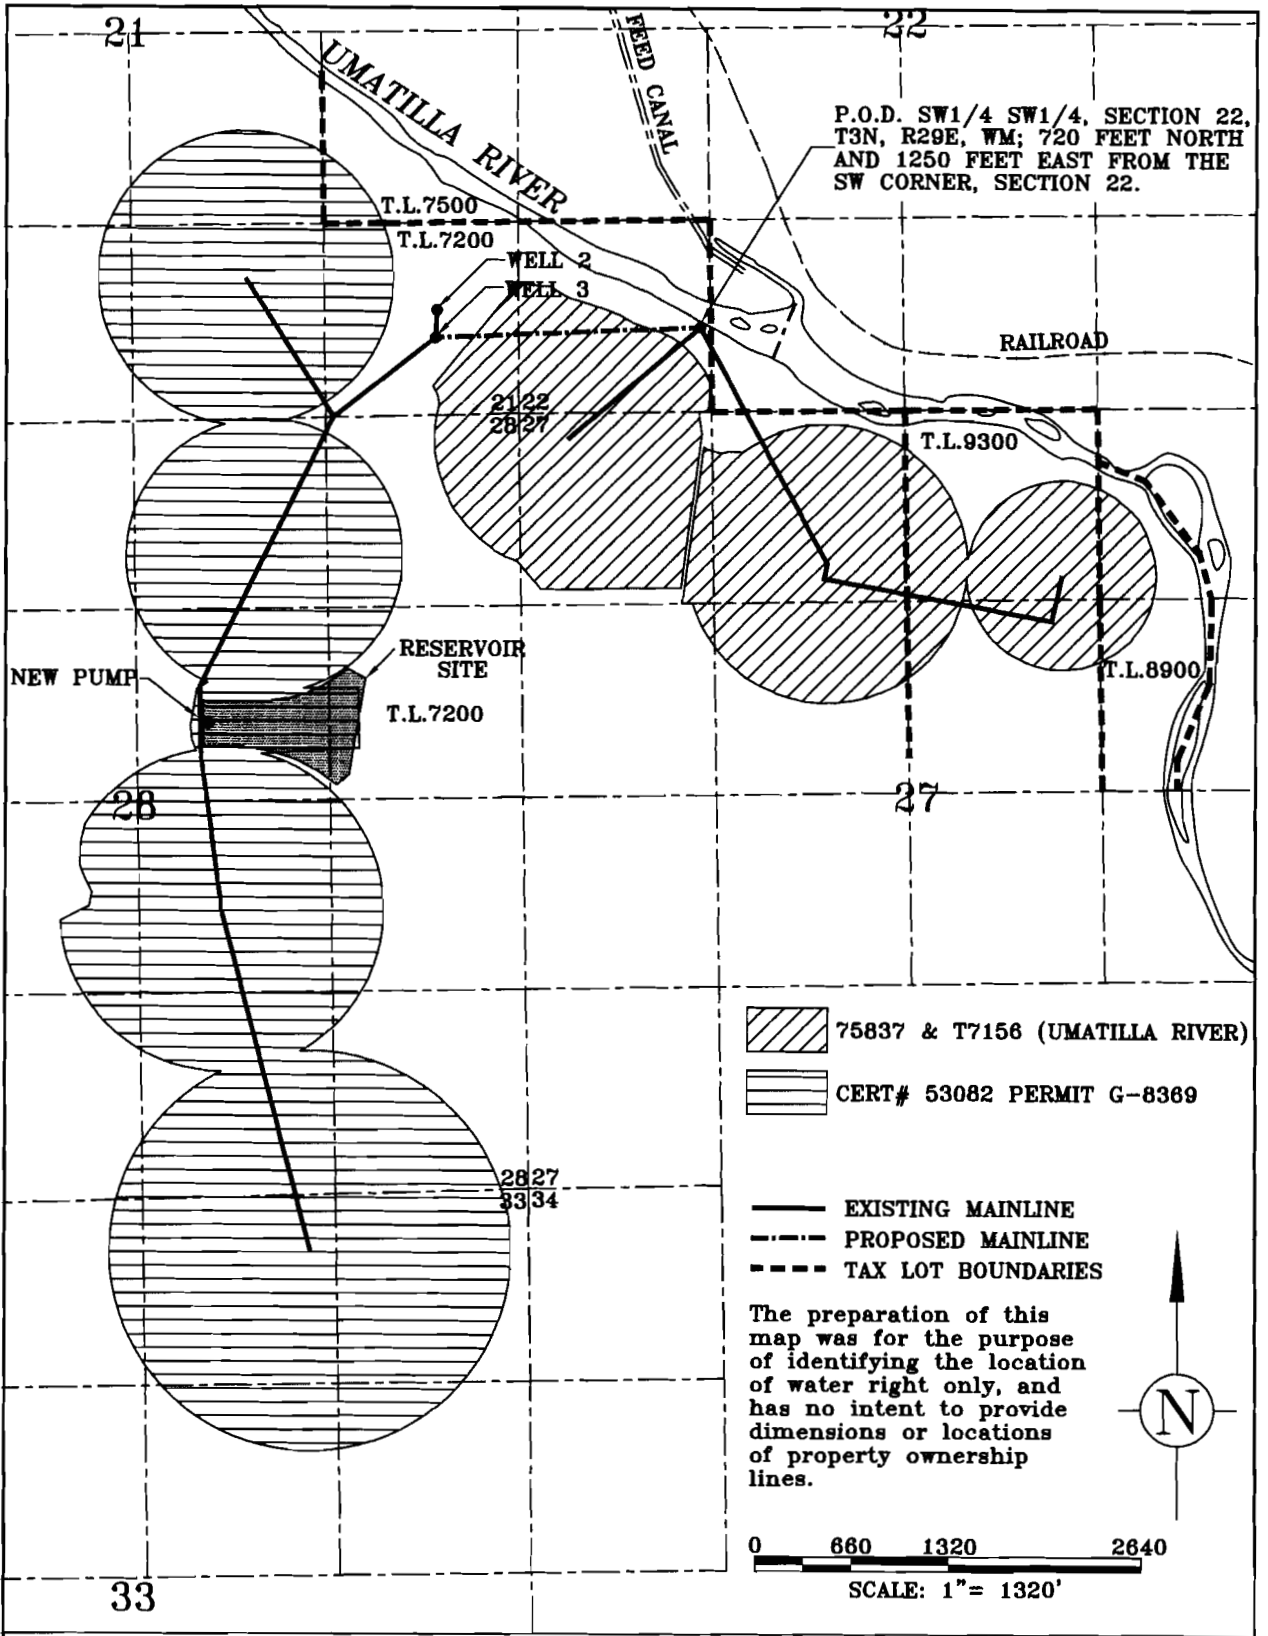 21
22
UMATILLA RIVER
FEED CANAL
P.O.D. SW1/4 SW1/4, SECTION 22,
T3N, R29E, WM; 720 FEET NORTH
AND 1250 FEET EAST FROM THE
SW CORNER, SECTION 22.
T.L.7500
T.L.7200
WELL 2
WELL 3
RAILROAD
21 22
28 27
T.L.9300
RESERVOIR
SITE
NEW PUMP
T.L.7200
T.L.8900
28
27
75837 & T7156 (UMATILLA RIVER)
CERT# 53082 PERMIT G-8369
28 27
33 34
EXISTING MAINLINE
PROPOSED MAINLINE
TAX LOT BOUNDARIES
The preparation of this
map was for the purpose
of identifying the location
of water right only, and
has no intent to provide
dimensions or locations
of property ownership
lines.
N
0 660 1320 2640
SCALE: 1"= 1320'
33